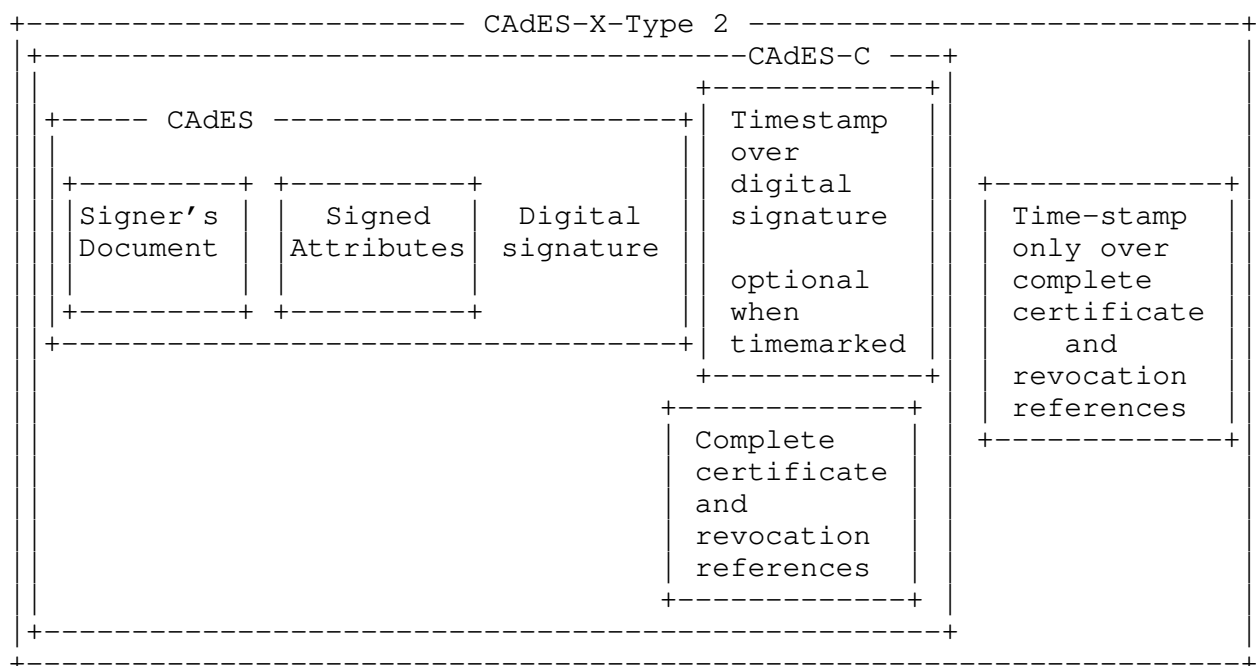 CAdES-X-Type 2
CAdES-C
CAdES
Signer's
Document
Signed
Attributes
Digital
signature
Timestamp
over
digital
signature
optional
when
timemarked
Complete
certificate
and
revocation
references
Time-stamp
only over
complete
certificate
and
revocation
references